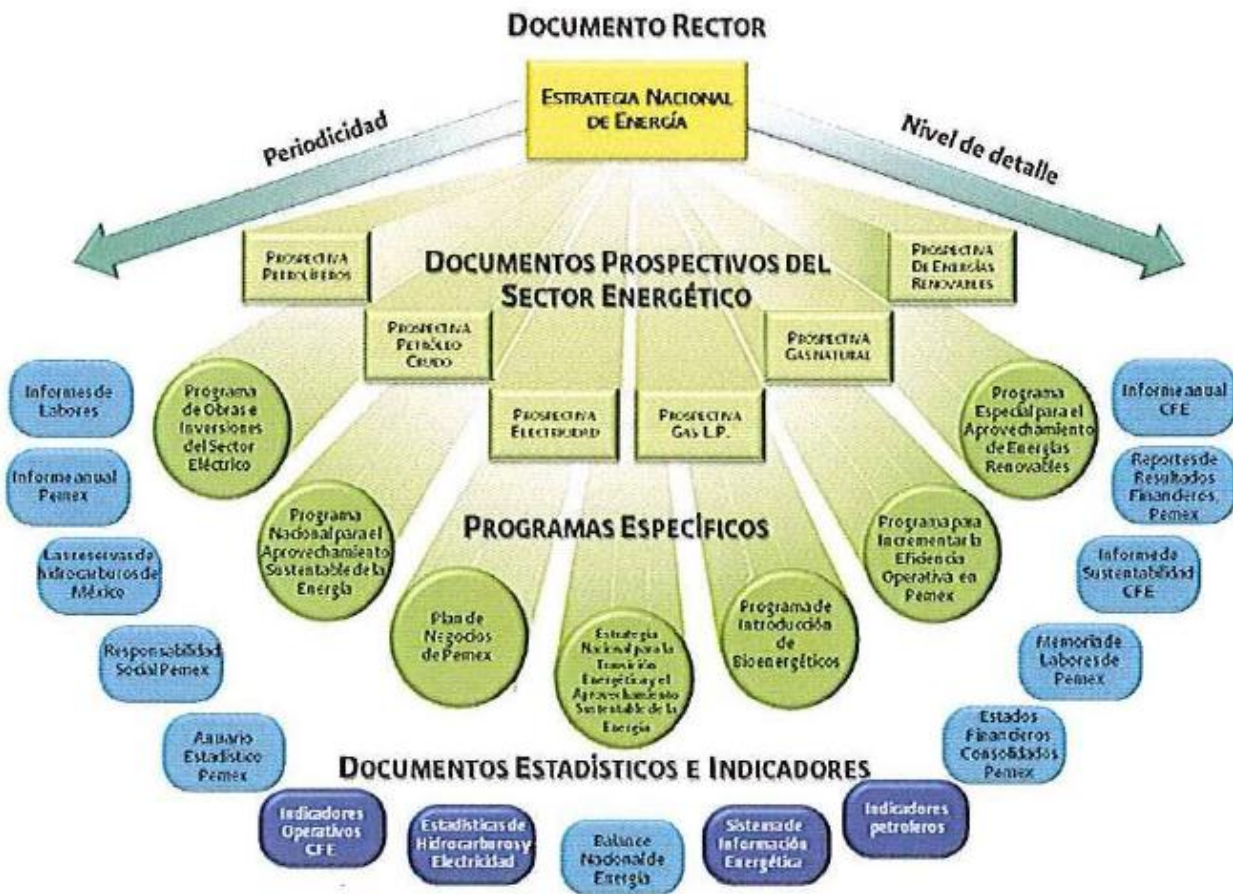 DOCUMENTO RECTOR
ESTRATEGIA NACIONAL
DE ENERGÍA
Periodicidad
Nivel de detalle
PROSPECTIVA
PETROLÍFEROS
DOCUMENTOS PROSPECTIVOS DEL
SECTOR ENERGÉTICO
PROSPECTIVA
DE ENERGÍAS
RENOVABLES
PROSPECTIVA
PETRÓLEO
CRUDO
PROSPECTIVA
GAS NATURAL
PROSPECTIVA
ELECTRICIDAD
PROSPECTIVA
GAS L.P.
Informes de
Labores
Programa
de Obras e
Inversiones
del Sector
Eléctrico
Programa
Especial para el
Aprovechamiento
de Energías
Renovables
Informe anual
CFE
Informe anual
Pemex
Reportes de
Resultados
Financieros,
Pemex
PROGRAMAS ESPECÍFICOS
Programa
Nacional para el
Aprovechamiento
Sustentable de la
Energía
Programa para
Incrementar la
Eficiencia
Operativa en
Pemex
Las reservas de
hidrocarburos de
México
Informe de
Sustentabilidad
CFE
Plan de
Negocios
de Pemex
Estrategia
Nacional para la
Transición
Energética y el
Aprovechamiento
Sustentable de la
Energía
Programa de
Introducción
de
Bioenergéticos
Responsabilidad
Social Pemex
Memoria de
Labores de
Pemex
Anuario
Estadístico
Pemex
Estados
Financieros
Consolidados
Pemex
DOCUMENTOS ESTADÍSTICOS E INDICADORES
Indicadores
Operativos
CFE
Estadísticas de
Hidrocarburos y
Electricidad
Balance
Nacional de
Energía
Sistema de
Información
Energética
Indicadores
petroleros